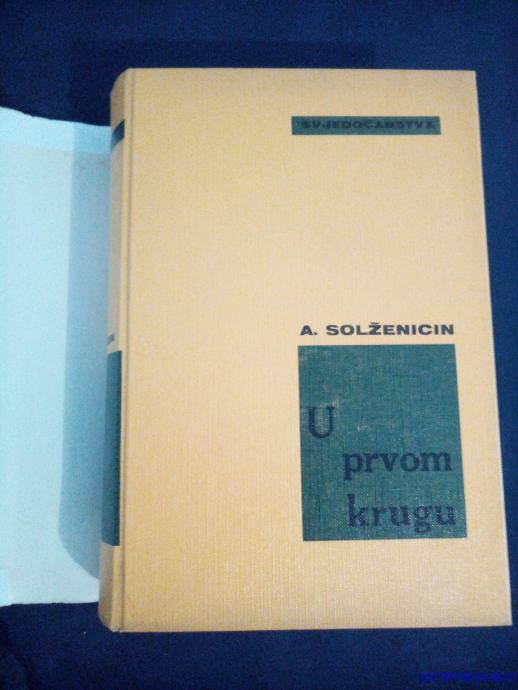 SVJEDOČANSTVA
A. SOLŽENICIN
U
prvom
krugu